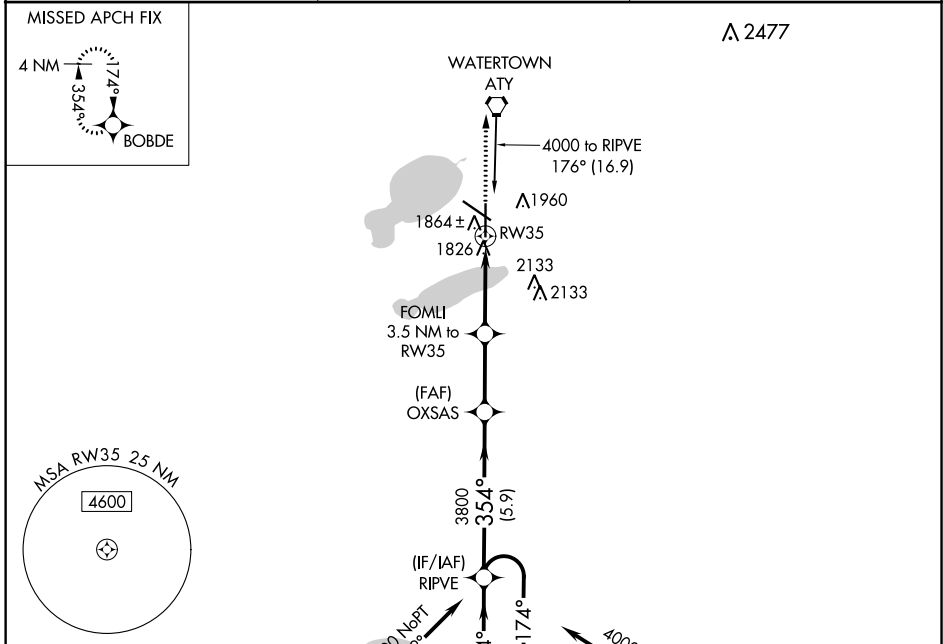 MISSED APCH FIX
4 NM
174°
354°
BOBDE
2477
WATERTOWN
ATY
4000 to RIPVE
176° (16.9)
1960
1864±
RW35
1826
2133
2133
FOMLI
3.5 NM to
RW35
(FAF)
OXSAS
MSA RW35 25 NM
4600
3800
354°
(5.9)
(IF/IAF)
RIPVE
NoPT
174°